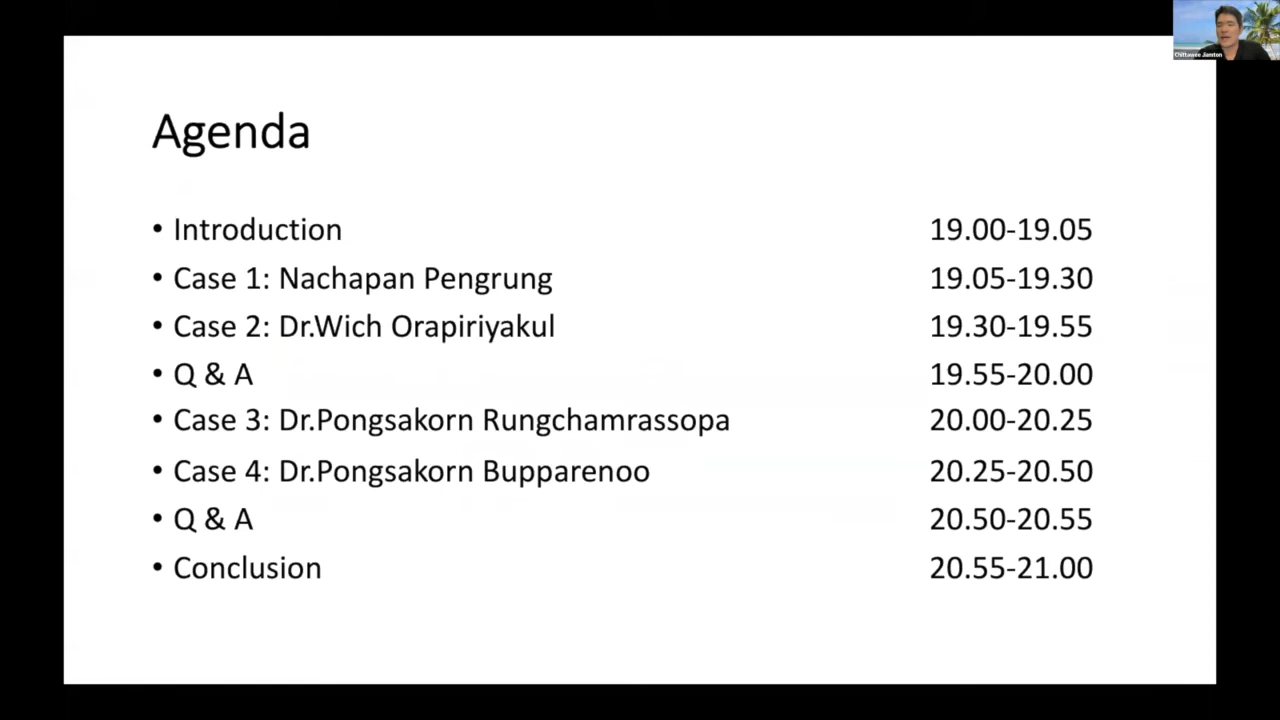 Agenda
• Introduction 19.00-19.05
• Case 1: Nachapan Pengrung 19.05-19.30
• Case 2: Dr.Wich Orapiriyakul 19.30-19.55
• Q & A 19.55-20.00
• Case 3: Dr.Pongsakorn Rungchamrassopa 20.00-20.25
• Case 4: Dr.Pongsakorn Bupparenoo 20.25-20.50
• Q & A 20.50-20.55
• Conclusion 20.55-21.00
Chittawee Jamton